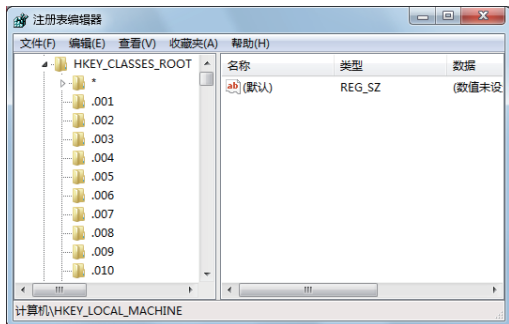 注册表编辑器
文件(F) 编辑(E) 查看(V) 收藏夹(A) 帮助(H)
HKEY_CLASSES_ROOT
*
.001
.002
.003
.004
.005
.006
.007
.008
.009
.010
名称 类型 数据
ab (默认) REG_SZ (数值未设
计算机\HKEY_LOCAL_MACHINE